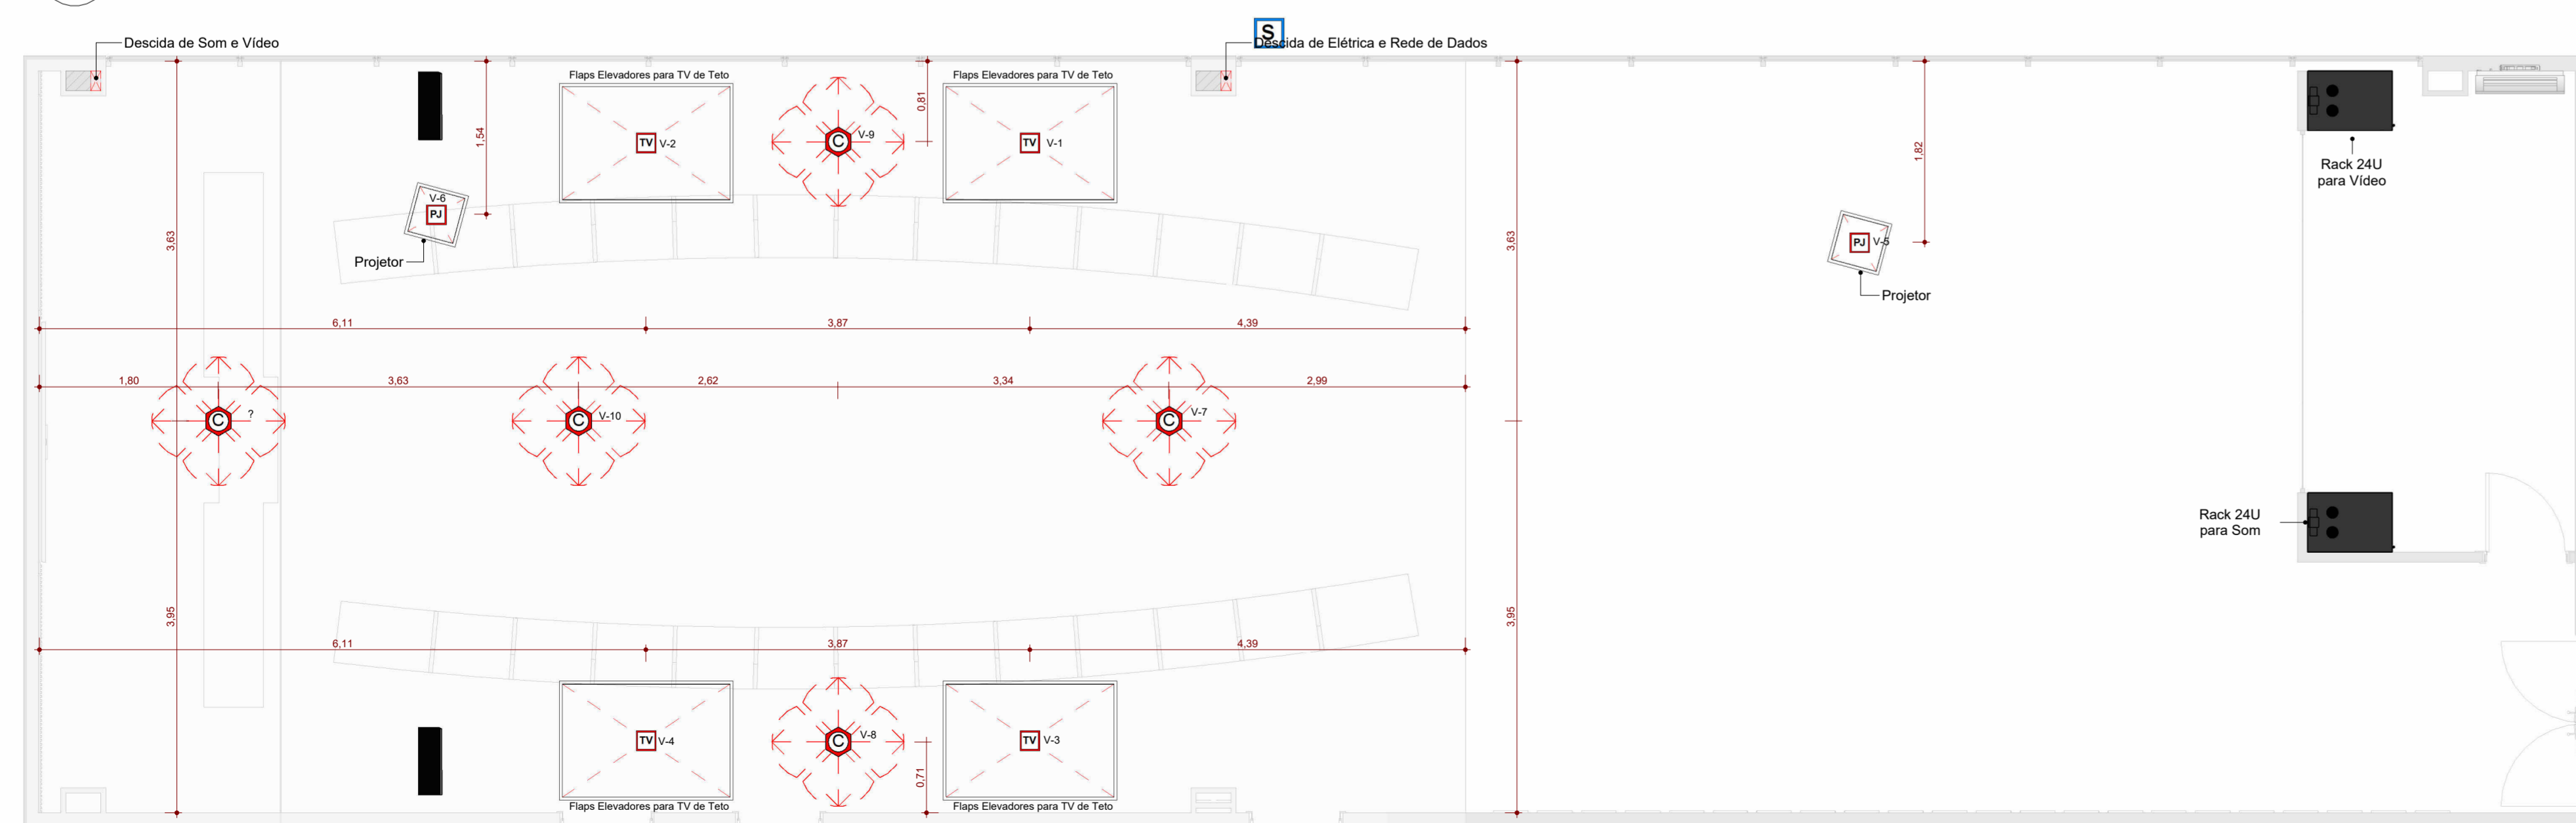 S
Descida de Som e Vídeo
Descida de Elétrica e Rede de Dados
Flaps Elevadores para TV de Teto
Flaps Elevadores para TV de Teto
0,81
1,54
C V-9
TV V-2
TV V-1
1,82
Rack 24U
para Vídeo
V-6
PJ
Projetor
3,63
3,63
PJ V-5
Projetor
6,11
3,87
4,39
1,80
3,63
2,62
3,34
2,99
C ?
C V-10
C V-7
Rack 24U
para Som
3,95
3,95
6,11
3,87
4,39
TV V-4
C V-8
TV V-3
0,71
Flaps Elevadores para TV de Teto
Flaps Elevadores para TV de Teto